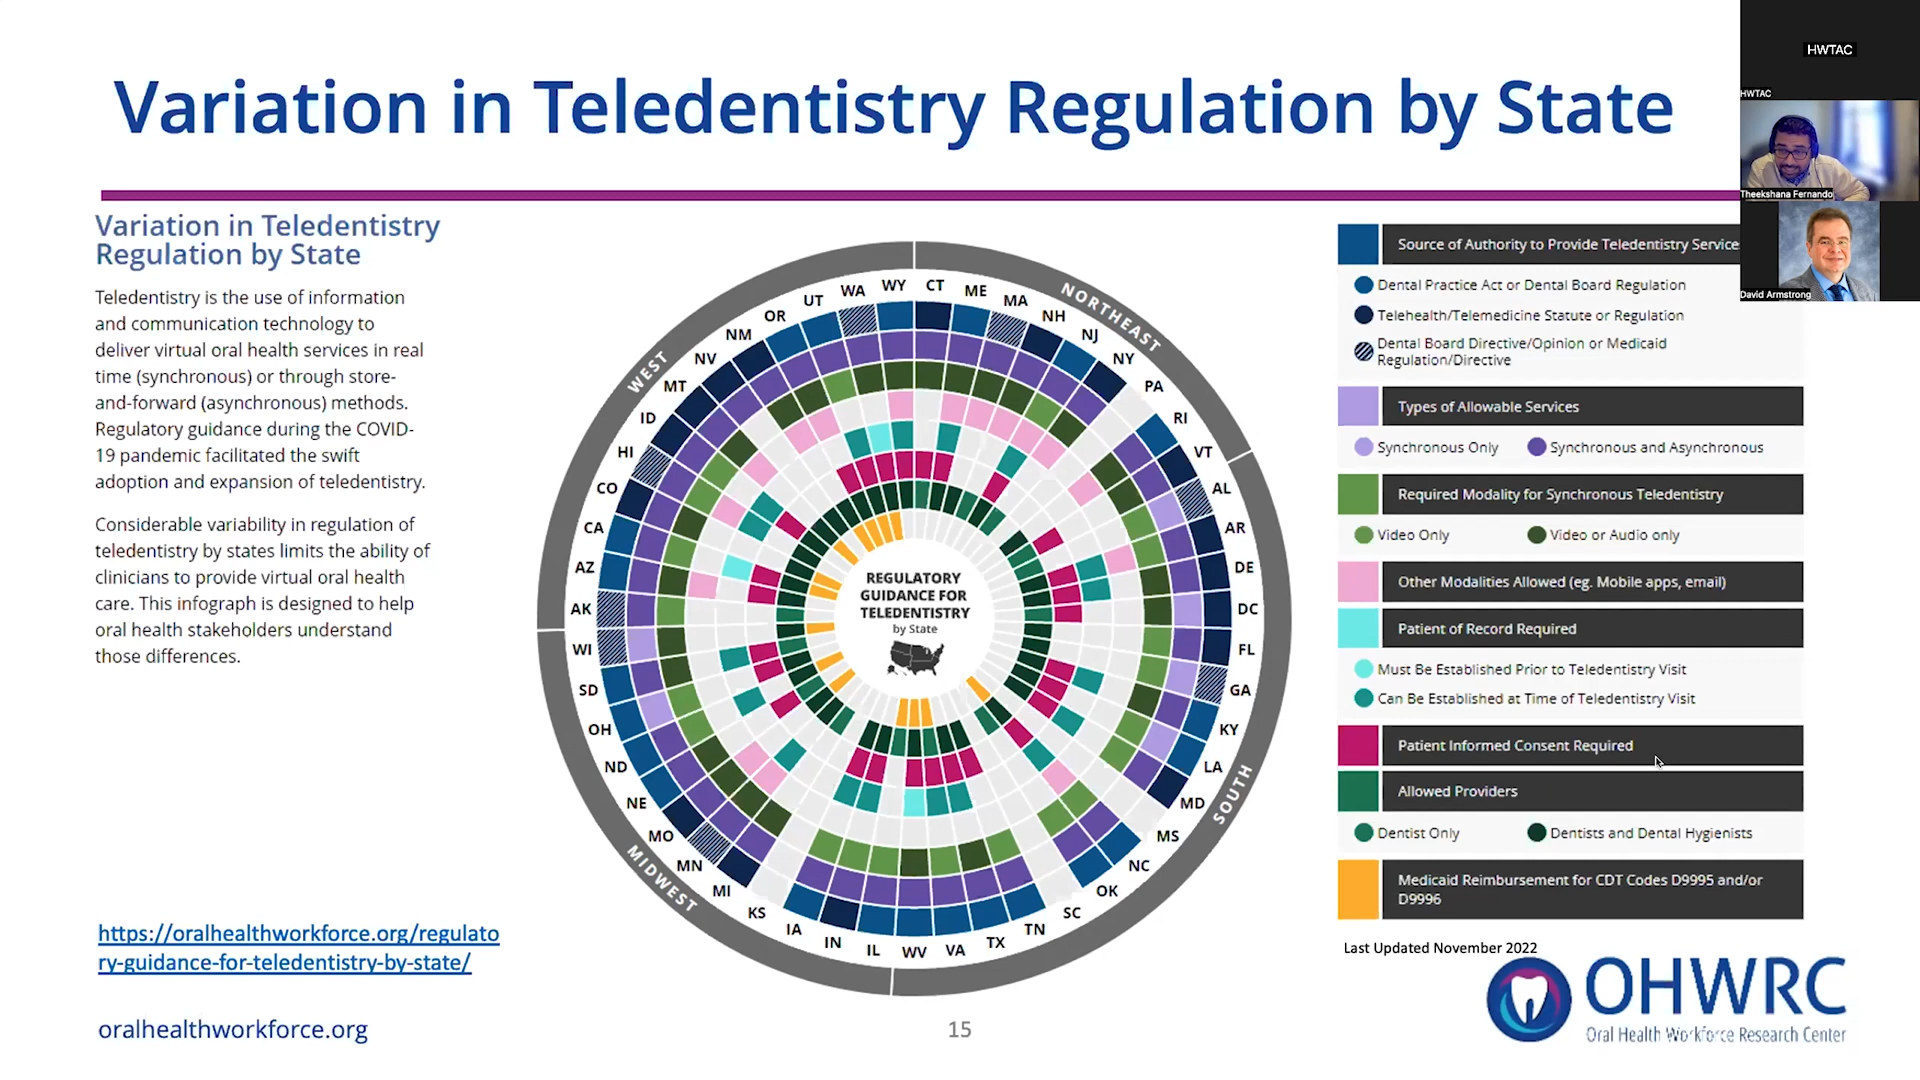 Variation in Teledentistry Regulation by State
HWTAC
HWTAC
Theekshana Fernando
David Armstrong
Variation in Teledentistry
Regulation by State
Teledentistry is the use of information
and communication technology to
deliver virtual oral health services in real
time (synchronous) or through store-
and-forward (asynchronous) methods.
Regulatory guidance during the COVID-
19 pandemic facilitated the swift
adoption and expansion of teledentistry.
Considerable variability in regulation of
teledentistry by states limits the ability of
clinicians to provide virtual oral health
care. This infograph is designed to help
oral health stakeholders understand
those differences.
https://oralhealthworkforce.org/regulato
ry-guidance-for-teledentistry-by-state/
oralhealthworkforce.org
NORTHEAST
CT
ME
MA
NH
NJ
NY
PA
RI
VT
SOUTH
AL
AR
DE
DC
FL
GA
KY
LA
MD
MS
NC
OK
SC
TN
TX
VA
WV
MIDWEST
IL
IN
IA
KS
MI
MN
MO
NE
ND
OH
SD
WI
WEST
AK
AZ
CA
CO
HI
ID
MT
NV
NM
OR
UT
WA
WY
REGULATORY
GUIDANCE FOR
TELEDENTISTRY
by State
Source of Authority to Provide Teledentistry Service
Dental Practice Act or Dental Board Regulation
Telehealth/Telemedicine Statute or Regulation
Dental Board Directive/Opinion or Medicaid
Regulation/Directive
Types of Allowable Services
Synchronous Only
Synchronous and Asynchronous
Required Modality for Synchronous Teledentistry
Video Only
Video or Audio only
Other Modalities Allowed (eg. Mobile apps, email)
Patient of Record Required
Must Be Established Prior to Teledentistry Visit
Can Be Established at Time of Teledentistry Visit
Patient Informed Consent Required
Allowed Providers
Dentist Only
Dentists and Dental Hygienists
Medicaid Reimbursement for CDT Codes D9995 and/or
D9996
Last Updated November 2022
OHWRC
Oral Health Workforce Research Center
15